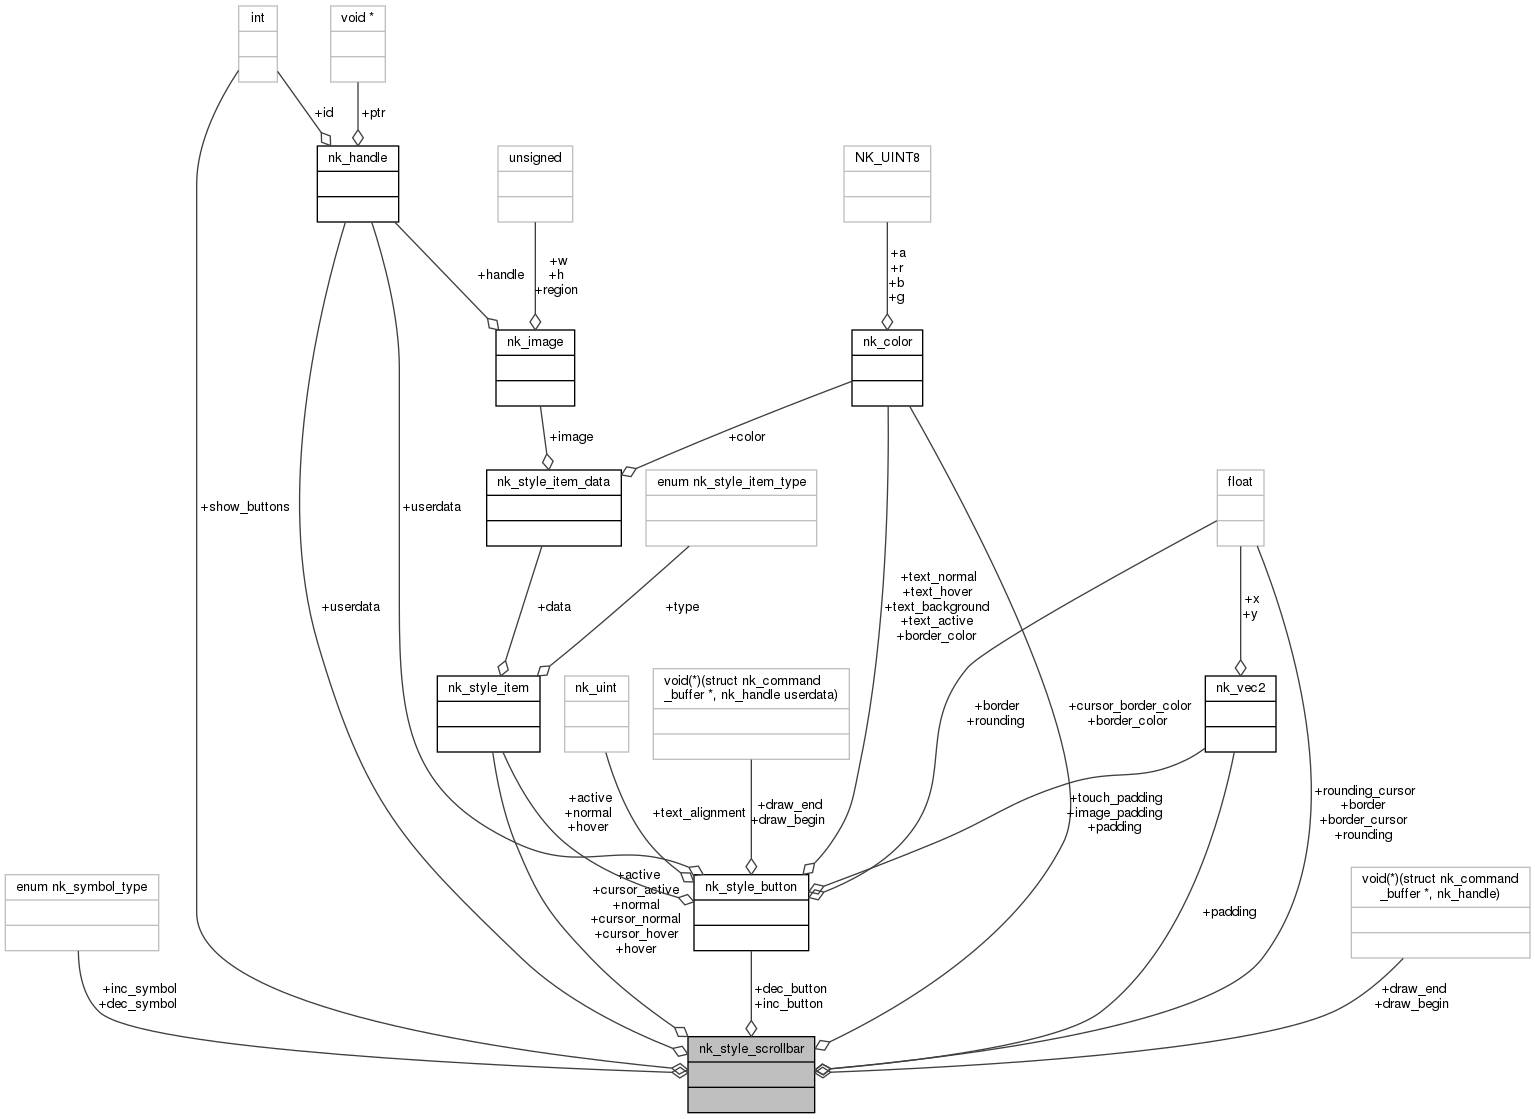 int
void *
+id
+ptr
nk_handle
unsigned
NK_UINT8
+handle
+w
+h
+region
+a
+r
+b
+g
nk_image
nk_color
+image
+color
nk_style_item_data
enum nk_style_item_type
float
+show_buttons
+userdata
+userdata
+data
+type
+text_normal
+text_hover
+text_background
+text_active
+border_color
+x
+y
nk_style_item
nk_uint
void(*)(struct nk_command
_buffer *, nk_handle userdata)
nk_vec2
+border
+rounding
+cursor_border_color
+border_color
+active
+normal
+hover
+text_alignment
+draw_end
+draw_begin
+touch_padding
+image_padding
+padding
+rounding_cursor
+border
+border_cursor
+rounding
enum nk_symbol_type
+active
+cursor_active
+normal
+cursor_normal
+cursor_hover
+hover
nk_style_button
+padding
void(*)(struct nk_command
_buffer *, nk_handle)
+inc_symbol
+dec_symbol
+dec_button
+inc_button
+draw_end
+draw_begin
nk_style_scrollbar